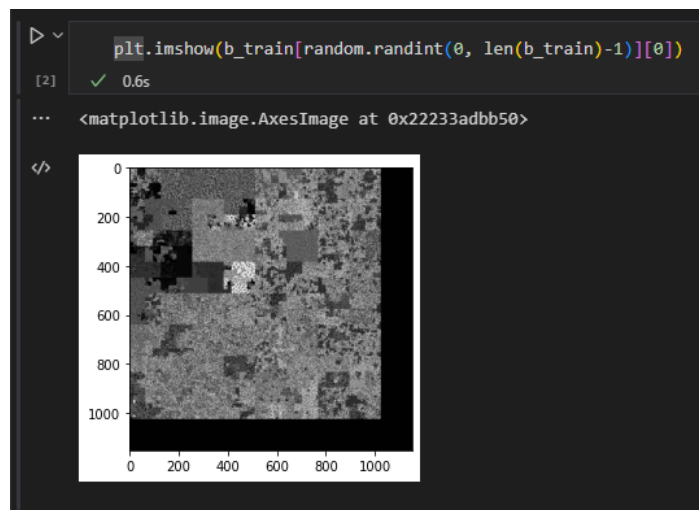 plt.imshow(b_train[random.randint(0, len(b_train)-1)][0])
[2]
0.6s
...
<matplotlib.image.AxesImage at 0x22233adbb50>
</>
0
200
400
600
800
1000
0 200 400 600 800 1000